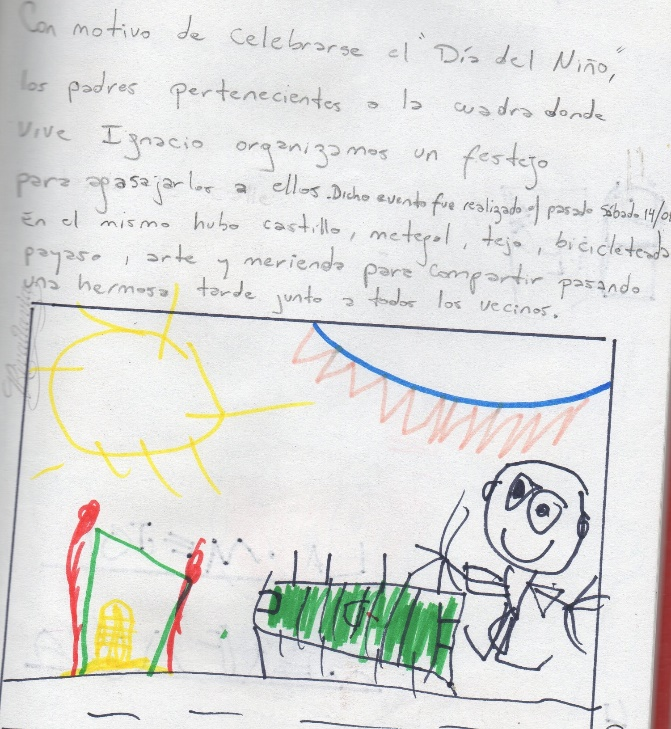 Con motivo de celebrarse el "Día del Niño",
los padres pertenecientes a la cuadra donde
vive Ignacio organizamos un festejo
para agasajarlos a ellos. Dicho evento fue realizado el pasado Sábado 14/0
En el mismo hubo castillo, metegol, tejo, bicicleteada
payaso, arte y merienda para compartir pasando
una hermosa tarde junto a todos los vecinos.